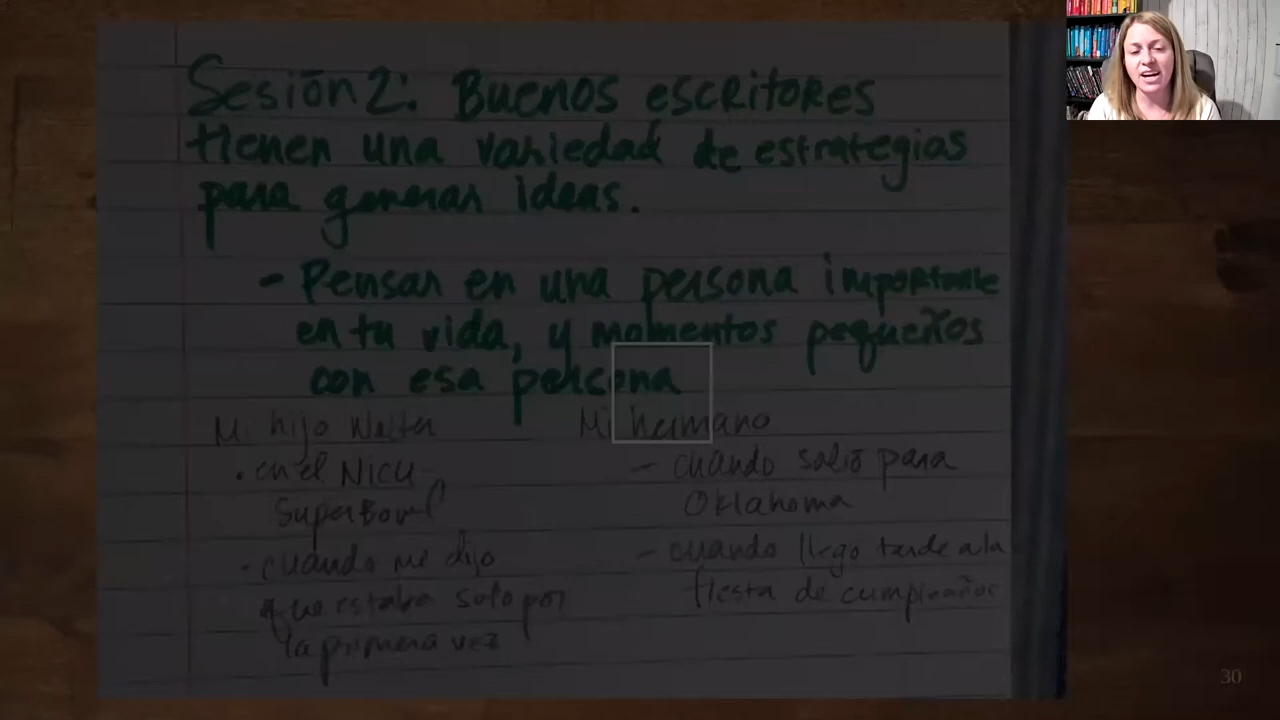 Sesión 2: Buenos escritores
tienen una variedad de estrategias
para generar ideas.
- Pensar en una persona importante
en tu vida, y momentos pequeños
con esa persona
Mi hijo Walter
• en el NICU
SuperBowl
• cuando me dijo
que estaba solo por
la primera vez
Mi hermano
- cuando salió para
Oklahoma
- cuando llego tarde a la
fiesta de cumpleaños
30